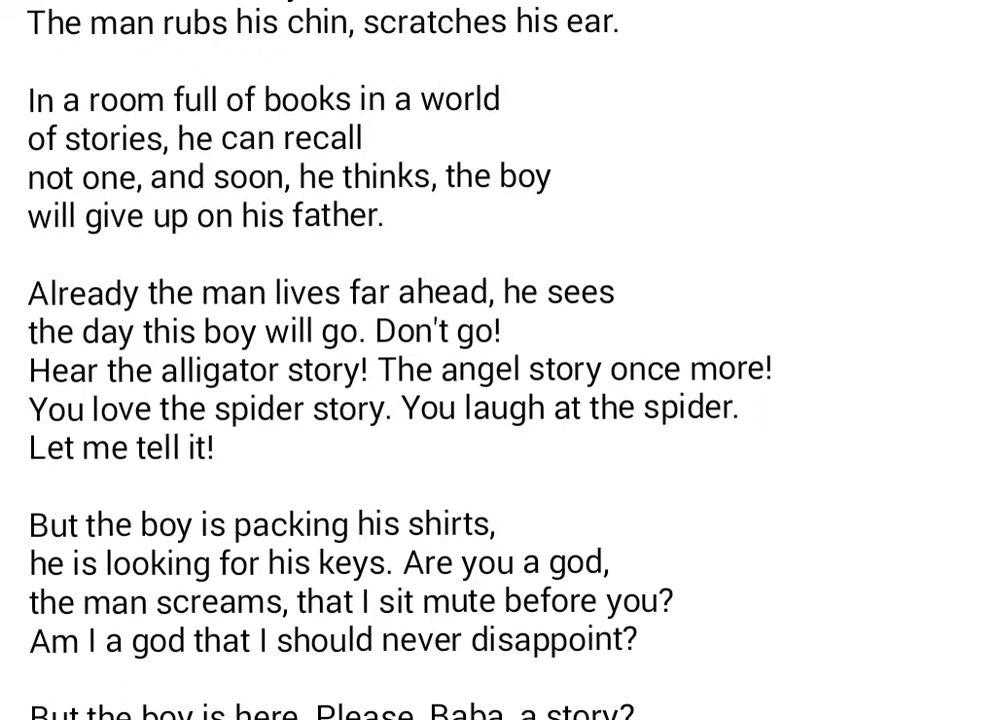 The man rubs his chin, scratches his ear.
In a room full of books in a world
of stories, he can recall
not one, and soon, he thinks, the boy
will give up on his father.
Already the man lives far ahead, he sees
the day this boy will go. Don't go!
Hear the alligator story! The angel story once more!
You love the spider story. You laugh at the spider.
Let me tell it!
But the boy is packing his shirts,
he is looking for his keys. Are you a god,
the man screams, that I sit mute before you?
Am I a god that I should never disappoint?
But the boy is here. Please, Baba, a story?